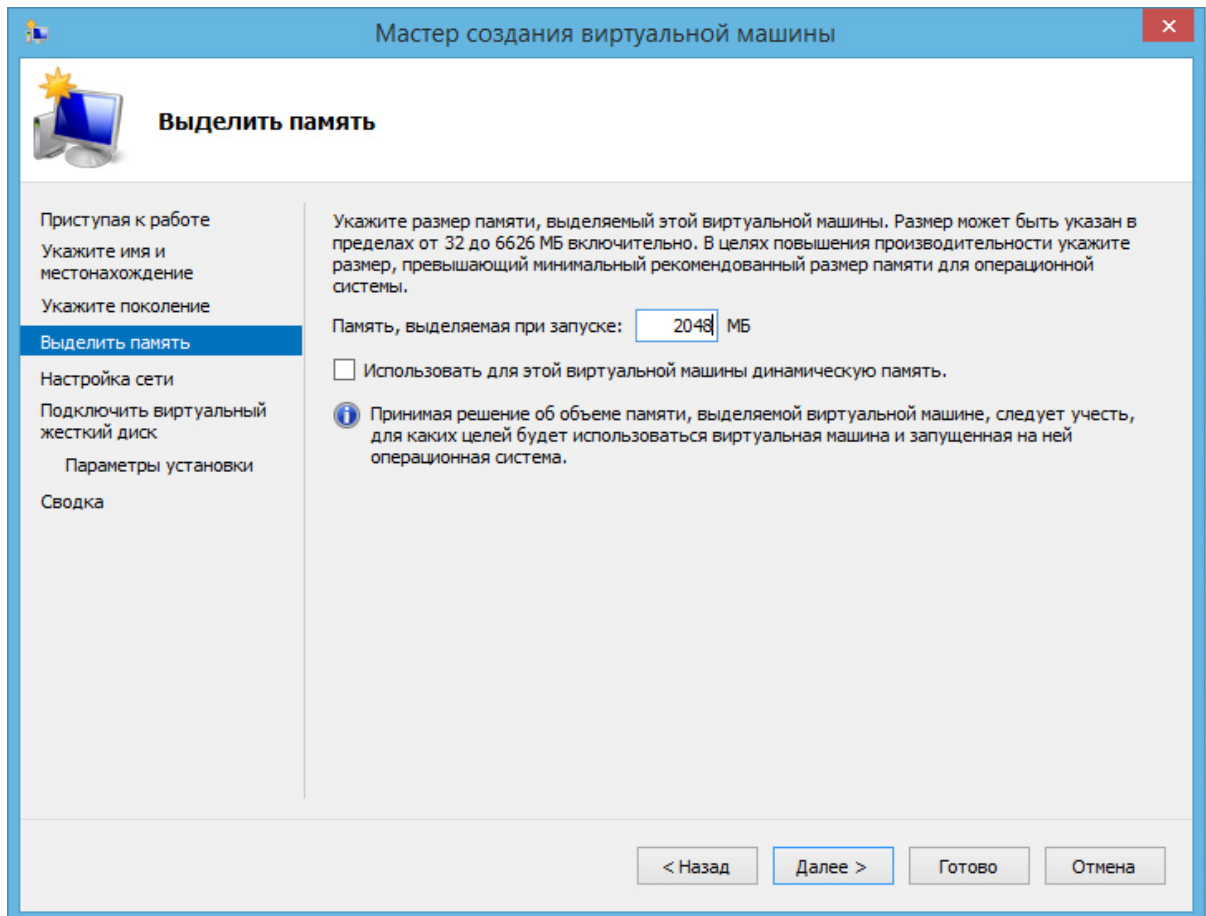 Мастер создания виртуальной машины
Выделить память
Приступая к работе
Укажите имя и
местонахождение
Укажите поколение
Выделить память
Настройка сети
Подключить виртуальный
жесткий диск
Параметры установки
Сводка
Укажите размер памяти, выделяемый этой виртуальной машины. Размер может быть указан в
пределах от 32 до 6626 МБ включительно. В целях повышения производительности укажите
размер, превышающий минимальный рекомендованный размер памяти для операционной
системы.
Память, выделяемая при запуске: 2048 МБ
Использовать для этой виртуальной машины динамическую память.
Принимая решение об объеме памяти, выделяемой виртуальной машине, следует учесть,
для каких целей будет использоваться виртуальная машина и запущенная на ней
операционная система.
< Назад Далее > Готово Отмена